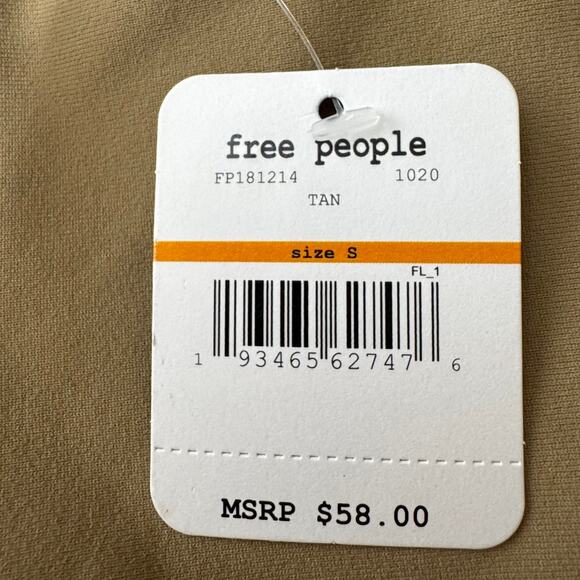 free people
FP181214 1020
TAN
size S
FL_1
1 93465 62747 6
MSRP $58.00